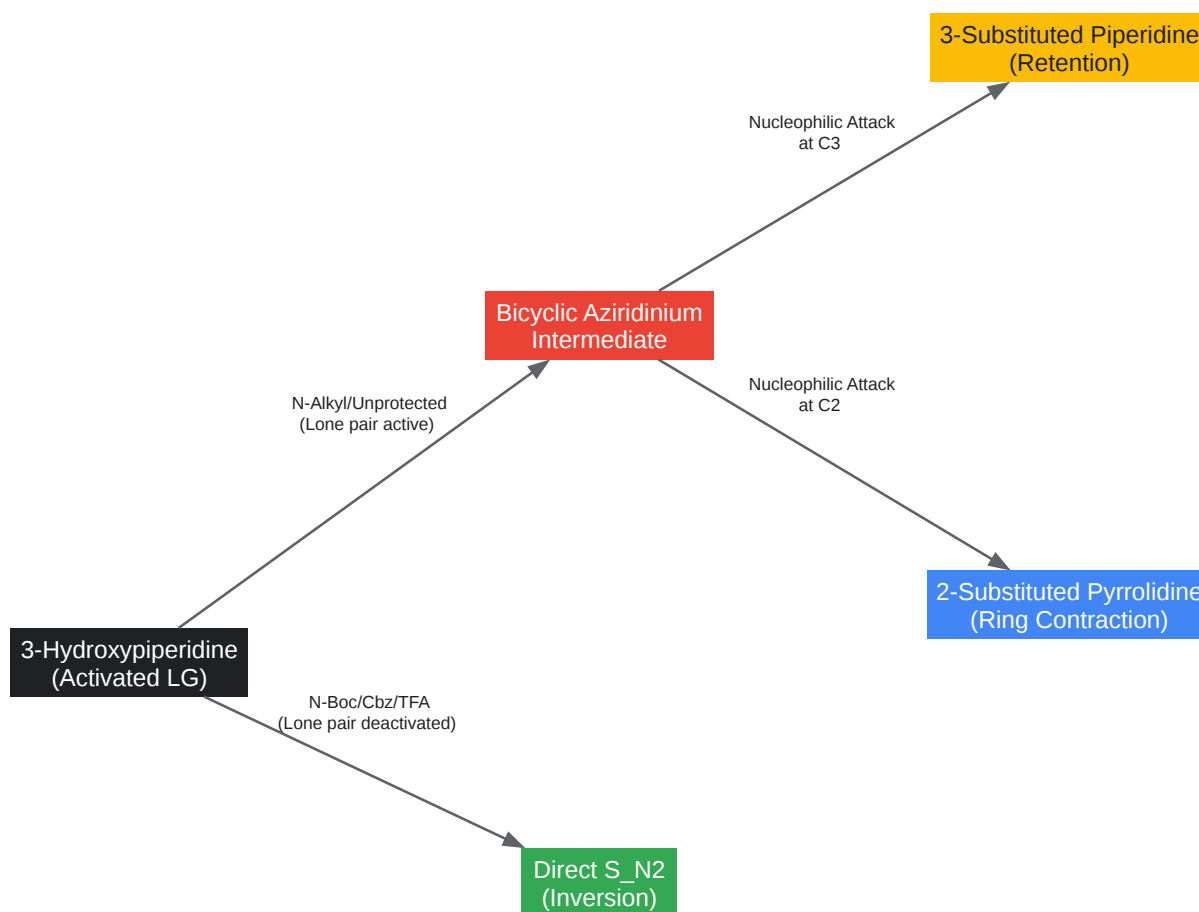 3-Substituted Piperidine
(Retention)
Nucleophilic Attack
at C3
Bicyclic Aziridinium
Intermediate
Nucleophilic Attack
at C2
N-Alkyl/Unprotected
(Lone pair active)
2-Substituted Pyrrolidine
(Ring Contraction)
3-Hydroxypiperidine
(Activated LG)
N-Boc/Cbz/TFA
(Lone pair deactivated)
Direct S_N2
(Inversion)